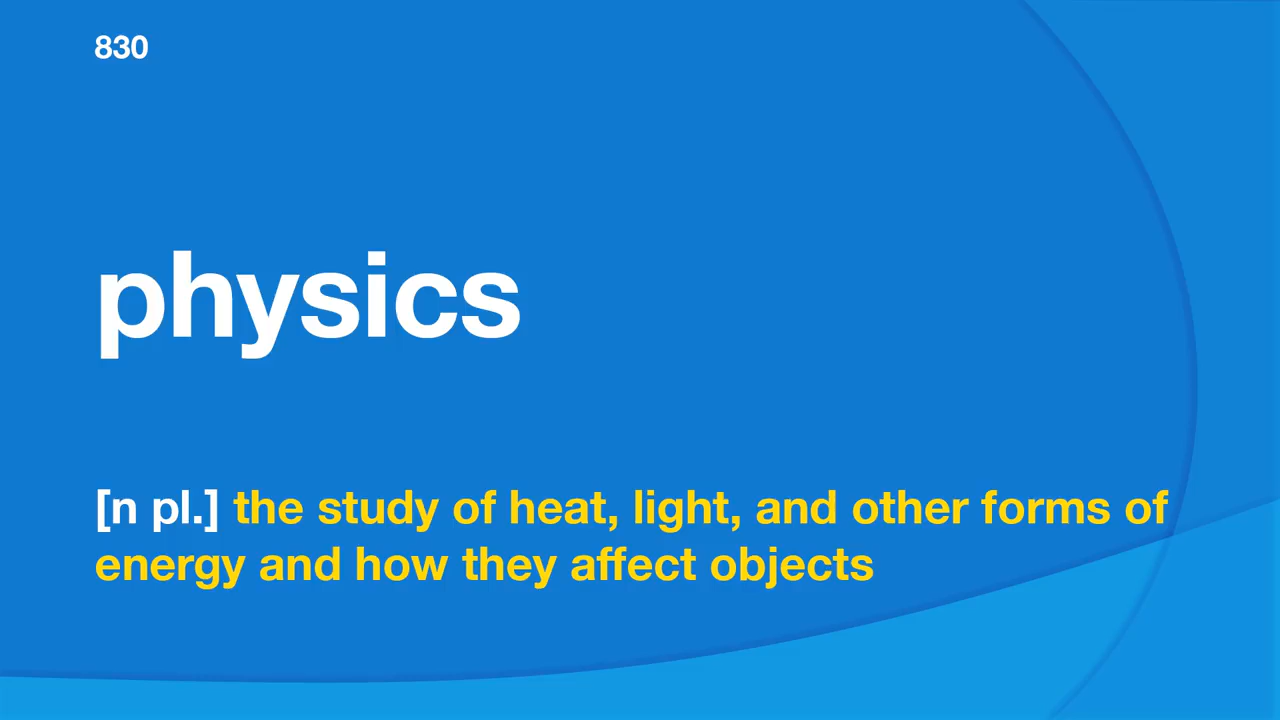 830
physics
[n pl.] the study of heat, light, and other forms of
energy and how they affect objects